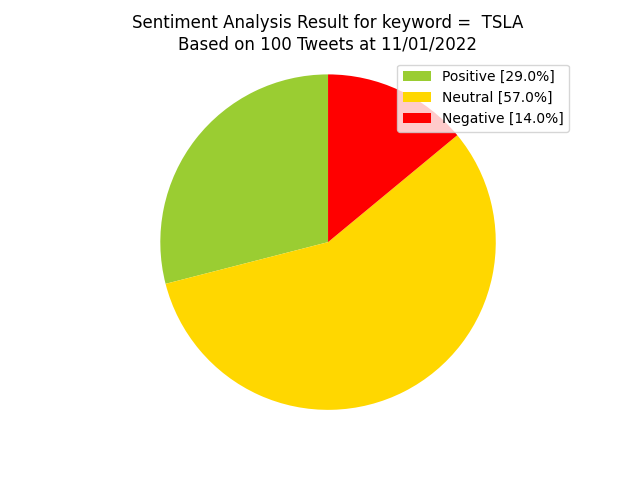 Sentiment Analysis Result for keyword =  TSLA
Based on 100 Tweets at 11/01/2022
Positive [29.0%]
Neutral [57.0%]
Negative [14.0%]